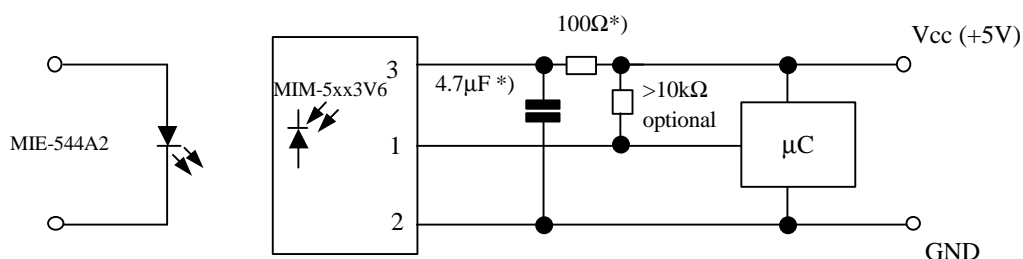 100Ω*)
Vcc (+5V)
3
4.7µF *)
MIM-5xx3V6
>10kΩ
optional
MIE-544A2
1
µC
2
GND